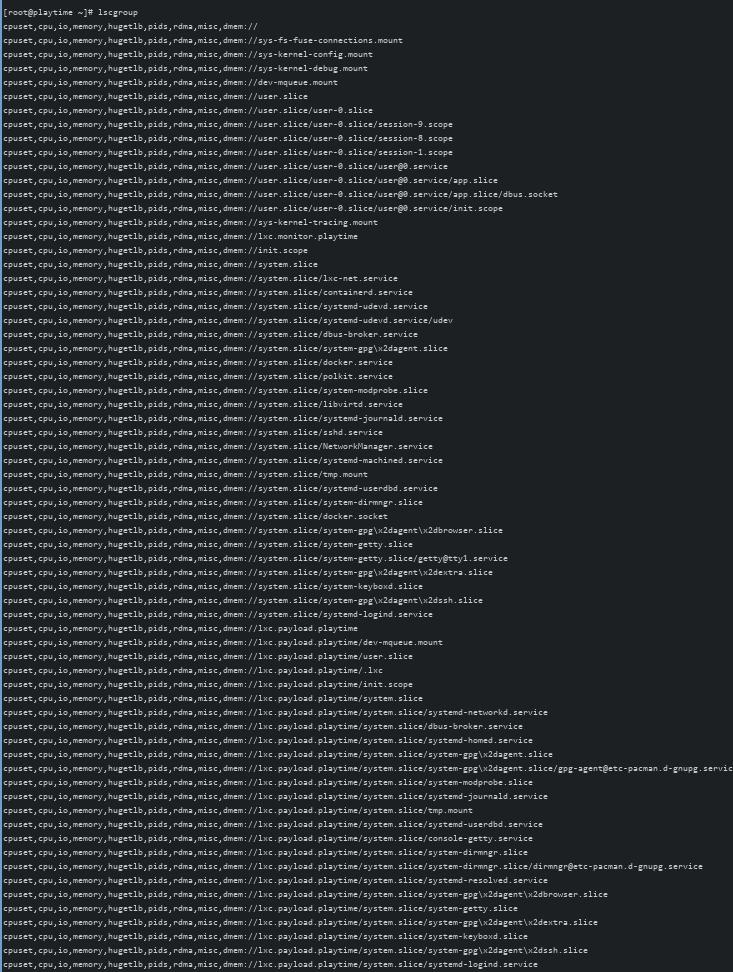 [root@playtime ~]# lscgroup
cpuset,cpu,io,memory,hugetlb,pids,rdma,misc,dmem://
cpuset,cpu,io,memory,hugetlb,pids,rdma,misc,dmem://sys-fs-fuse-connections.mount
cpuset,cpu,io,memory,hugetlb,pids,rdma,misc,dmem://sys-kernel-config.mount
cpuset,cpu,io,memory,hugetlb,pids,rdma,misc,dmem://sys-kernel-debug.mount
cpuset,cpu,io,memory,hugetlb,pids,rdma,misc,dmem://dev-mqueue.mount
cpuset,cpu,io,memory,hugetlb,pids,rdma,misc,dmem://user.slice
cpuset,cpu,io,memory,hugetlb,pids,rdma,misc,dmem://user.slice/user-0.slice
cpuset,cpu,io,memory,hugetlb,pids,rdma,misc,dmem://user.slice/user-0.slice/session-9.scope
cpuset,cpu,io,memory,hugetlb,pids,rdma,misc,dmem://user.slice/user-0.slice/session-8.scope
cpuset,cpu,io,memory,hugetlb,pids,rdma,misc,dmem://user.slice/user-0.slice/session-1.scope
cpuset,cpu,io,memory,hugetlb,pids,rdma,misc,dmem://user.slice/user-0.slice/user@0.service
cpuset,cpu,io,memory,hugetlb,pids,rdma,misc,dmem://user.slice/user-0.slice/user@0.service/app.slice
cpuset,cpu,io,memory,hugetlb,pids,rdma,misc,dmem://user.slice/user-0.slice/user@0.service/app.slice/dbus.socket
cpuset,cpu,io,memory,hugetlb,pids,rdma,misc,dmem://user.slice/user-0.slice/user@0.service/init.scope
cpuset,cpu,io,memory,hugetlb,pids,rdma,misc,dmem://sys-kernel-tracing.mount
cpuset,cpu,io,memory,hugetlb,pids,rdma,misc,dmem://lxc.monitor.playtime
cpuset,cpu,io,memory,hugetlb,pids,rdma,misc,dmem://init.scope
cpuset,cpu,io,memory,hugetlb,pids,rdma,misc,dmem://system.slice
cpuset,cpu,io,memory,hugetlb,pids,rdma,misc,dmem://system.slice/lxc-net.service
cpuset,cpu,io,memory,hugetlb,pids,rdma,misc,dmem://system.slice/containerd.service
cpuset,cpu,io,memory,hugetlb,pids,rdma,misc,dmem://system.slice/systemd-udevd.service
cpuset,cpu,io,memory,hugetlb,pids,rdma,misc,dmem://system.slice/systemd-udevd.service/udev
cpuset,cpu,io,memory,hugetlb,pids,rdma,misc,dmem://system.slice/dbus-broker.service
cpuset,cpu,io,memory,hugetlb,pids,rdma,misc,dmem://system.slice/system-gpg\x2dagent.slice
cpuset,cpu,io,memory,hugetlb,pids,rdma,misc,dmem://system.slice/docker.service
cpuset,cpu,io,memory,hugetlb,pids,rdma,misc,dmem://system.slice/polkit.service
cpuset,cpu,io,memory,hugetlb,pids,rdma,misc,dmem://system.slice/system-modprobe.slice
cpuset,cpu,io,memory,hugetlb,pids,rdma,misc,dmem://system.slice/libvirtd.service
cpuset,cpu,io,memory,hugetlb,pids,rdma,misc,dmem://system.slice/systemd-journald.service
cpuset,cpu,io,memory,hugetlb,pids,rdma,misc,dmem://system.slice/sshd.service
cpuset,cpu,io,memory,hugetlb,pids,rdma,misc,dmem://system.slice/NetworkManager.service
cpuset,cpu,io,memory,hugetlb,pids,rdma,misc,dmem://system.slice/systemd-machined.service
cpuset,cpu,io,memory,hugetlb,pids,rdma,misc,dmem://system.slice/tmp.mount
cpuset,cpu,io,memory,hugetlb,pids,rdma,misc,dmem://system.slice/systemd-userdbd.service
cpuset,cpu,io,memory,hugetlb,pids,rdma,misc,dmem://system.slice/system-dirmngr.slice
cpuset,cpu,io,memory,hugetlb,pids,rdma,misc,dmem://system.slice/docker.socket
cpuset,cpu,io,memory,hugetlb,pids,rdma,misc,dmem://system.slice/system-gpg\x2dagent\x2dbrowser.slice
cpuset,cpu,io,memory,hugetlb,pids,rdma,misc,dmem://system.slice/system-getty.slice
cpuset,cpu,io,memory,hugetlb,pids,rdma,misc,dmem://system.slice/system-getty.slice/getty@tty1.service
cpuset,cpu,io,memory,hugetlb,pids,rdma,misc,dmem://system.slice/system-gpg\x2dagent\x2dextra.slice
cpuset,cpu,io,memory,hugetlb,pids,rdma,misc,dmem://system.slice/system-keyboxd.slice
cpuset,cpu,io,memory,hugetlb,pids,rdma,misc,dmem://system.slice/system-gpg\x2dagent\x2dssh.slice
cpuset,cpu,io,memory,hugetlb,pids,rdma,misc,dmem://system.slice/systemd-logind.service
cpuset,cpu,io,memory,hugetlb,pids,rdma,misc,dmem://lxc.payload.playtime
cpuset,cpu,io,memory,hugetlb,pids,rdma,misc,dmem://lxc.payload.playtime/dev-mqueue.mount
cpuset,cpu,io,memory,hugetlb,pids,rdma,misc,dmem://lxc.payload.playtime/user.slice
cpuset,cpu,io,memory,hugetlb,pids,rdma,misc,dmem://lxc.payload.playtime/.lxc
cpuset,cpu,io,memory,hugetlb,pids,rdma,misc,dmem://lxc.payload.playtime/init.scope
cpuset,cpu,io,memory,hugetlb,pids,rdma,misc,dmem://lxc.payload.playtime/system.slice
cpuset,cpu,io,memory,hugetlb,pids,rdma,misc,dmem://lxc.payload.playtime/system.slice/systemd-networkd.service
cpuset,cpu,io,memory,hugetlb,pids,rdma,misc,dmem://lxc.payload.playtime/system.slice/dbus-broker.service
cpuset,cpu,io,memory,hugetlb,pids,rdma,misc,dmem://lxc.payload.playtime/system.slice/systemd-homed.service
cpuset,cpu,io,memory,hugetlb,pids,rdma,misc,dmem://lxc.payload.playtime/system.slice/system-gpg\x2dagent.slice
cpuset,cpu,io,memory,hugetlb,pids,rdma,misc,dmem://lxc.payload.playtime/system.slice/system-gpg\x2dagent.slice/gpg-agent@etc-pacman.d-gnupg.servic
cpuset,cpu,io,memory,hugetlb,pids,rdma,misc,dmem://lxc.payload.playtime/system.slice/system-modprobe.slice
cpuset,cpu,io,memory,hugetlb,pids,rdma,misc,dmem://lxc.payload.playtime/system.slice/systemd-journald.service
cpuset,cpu,io,memory,hugetlb,pids,rdma,misc,dmem://lxc.payload.playtime/system.slice/tmp.mount
cpuset,cpu,io,memory,hugetlb,pids,rdma,misc,dmem://lxc.payload.playtime/system.slice/systemd-userdbd.service
cpuset,cpu,io,memory,hugetlb,pids,rdma,misc,dmem://lxc.payload.playtime/system.slice/console-getty.service
cpuset,cpu,io,memory,hugetlb,pids,rdma,misc,dmem://lxc.payload.playtime/system.slice/system-dirmngr.slice
cpuset,cpu,io,memory,hugetlb,pids,rdma,misc,dmem://lxc.payload.playtime/system.slice/system-dirmngr.slice/dirmngr@etc-pacman.d-gnupg.service
cpuset,cpu,io,memory,hugetlb,pids,rdma,misc,dmem://lxc.payload.playtime/system.slice/systemd-resolved.service
cpuset,cpu,io,memory,hugetlb,pids,rdma,misc,dmem://lxc.payload.playtime/system.slice/system-gpg\x2dagent\x2dbrowser.slice
cpuset,cpu,io,memory,hugetlb,pids,rdma,misc,dmem://lxc.payload.playtime/system.slice/system-getty.slice
cpuset,cpu,io,memory,hugetlb,pids,rdma,misc,dmem://lxc.payload.playtime/system.slice/system-gpg\x2dagent\x2dextra.slice
cpuset,cpu,io,memory,hugetlb,pids,rdma,misc,dmem://lxc.payload.playtime/system.slice/system-keyboxd.slice
cpuset,cpu,io,memory,hugetlb,pids,rdma,misc,dmem://lxc.payload.playtime/system.slice/system-gpg\x2dagent\x2dssh.slice
cpuset,cpu,io,memory,hugetlb,pids,rdma,misc,dmem://lxc.payload.playtime/system.slice/systemd-logind.service